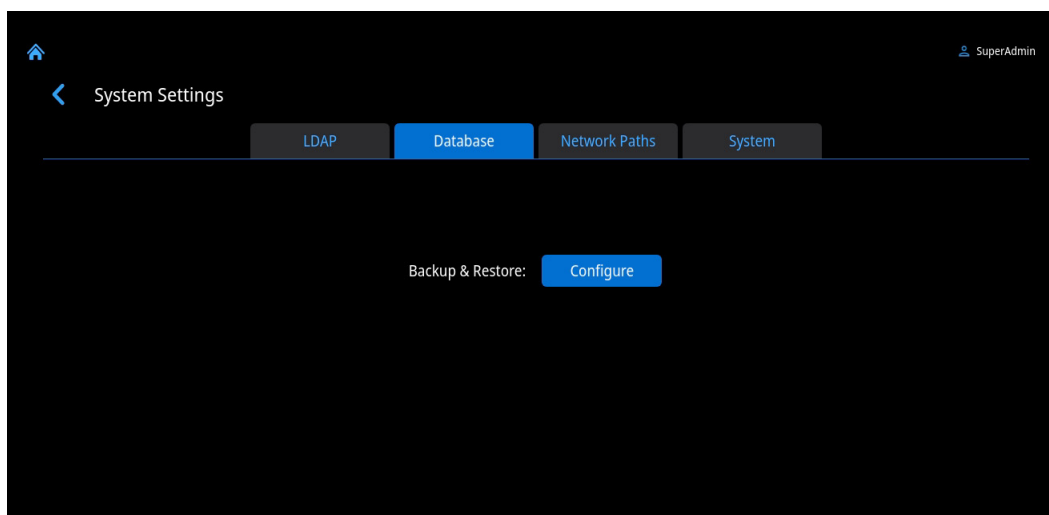 SuperAdmin
System Settings
LDAP Database Network Paths System
Backup & Restore: Configure